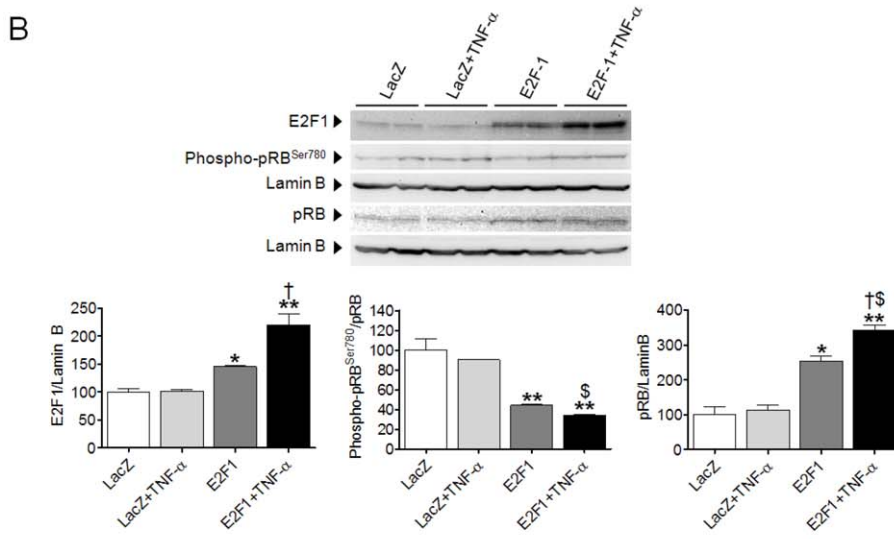 B
LacZ
LacZ+TNF-α
E2F-1
E2F-1+TNF-α
E2F1
Phospho-pRBSer780
Lamin B
pRB
Lamin B
E2F1/Lamin B
250
200
150
100
50
0
*
†
**
LacZ
LacZ+TNF-α
E2F1
E2F1+TNF-α
Phospho-pRBSer780/pRB
140
120
100
80
60
40
20
0
**
$
**
LacZ
LacZ+TNF-α
E2F1
E2F1+TNF-α
pRB/LaminB
400
300
200
100
0
*
†$
**
LacZ
LacZ+TNF-α
E2F1
E2F1+TNF-α